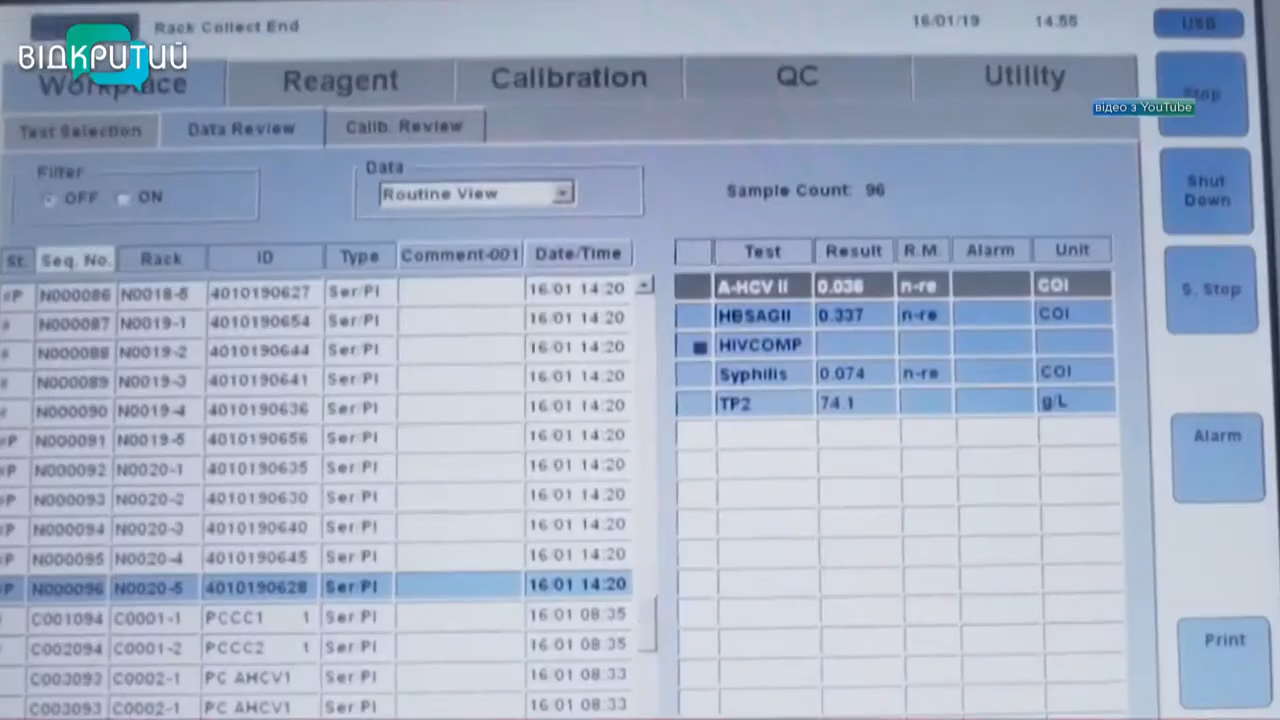 Rack Collect End 16/01/19 14:55 USB
ВІДКРИТИЙ
Workplace Reagent Calibration QC Utility
Stop
відео з YouTube
Test Selection Data Review Calib. Review
Filter Data
OFF ON Routine View Sample Count: 96
Shut
Down
St. Seq. No. Rack ID Type Comment-001 Date/Time Test Result R.M. Alarm Unit
#P N000086 N0018-5 4010190627 Ser/Pl 16/01 14:20 A-HCV II 0.036 n-re COI
# N000087 N0019-1 4010190654 Ser/Pl 16/01 14:20 HBSAGII 0.337 n-re COI
S. Stop
# N000088 N0019-2 4010190644 Ser/Pl 16/01 14:20 HIVCOMP
# N000089 N0019-3 4010190641 Ser/Pl 16/01 14:20 Syphilis 0.074 n-re COI
# N000090 N0019-4 4010190636 Ser/Pl 16/01 14:20 TP2 74.1 g/L
#P N000091 N0019-5 4010190656 Ser/Pl 16/01 14:20
Alarm
#P N000092 N0020-1 4010190635 Ser/Pl 16/01 14:20
#P N000093 N0020-2 4010190630 Ser/Pl 16/01 14:20
#P N000094 N0020-3 4010190640 Ser/Pl 16/01 14:20
#P N000095 N0020-4 4010190645 Ser/Pl 16/01 14:20
#P N000096 N0020-5 4010190628 Ser/Pl 16/01 14:20
C001094 C0001-1 PCCC1 1 Ser/Pl 16/01 08:35
C002094 C0001-2 PCCC2 1 Ser/Pl 16/01 08:35
Print
C003093 C0002-1 PC AHCV1 Ser/Pl 16/01 08:33
C003093 C0002-1 PC AHCV1 Ser/Pl 16/01 08:33